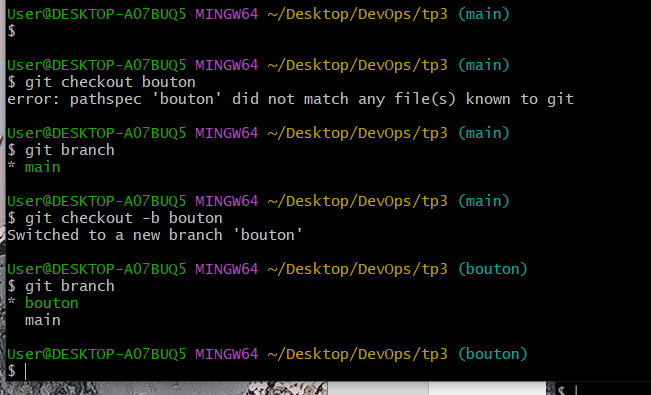 User@DESKTOP-A07BUQ5 MINGW64 ~/Desktop/DevOps/tp3 (main)
$
User@DESKTOP-A07BUQ5 MINGW64 ~/Desktop/DevOps/tp3 (main)
$ git checkout bouton
error: pathspec 'bouton' did not match any file(s) known to git
User@DESKTOP-A07BUQ5 MINGW64 ~/Desktop/DevOps/tp3 (main)
$ git branch
* main
User@DESKTOP-A07BUQ5 MINGW64 ~/Desktop/DevOps/tp3 (main)
$ git checkout -b bouton
Switched to a new branch 'bouton'
User@DESKTOP-A07BUQ5 MINGW64 ~/Desktop/DevOps/tp3 (bouton)
$ git branch
* bouton
  main
User@DESKTOP-A07BUQ5 MINGW64 ~/Desktop/DevOps/tp3 (bouton)
$
$